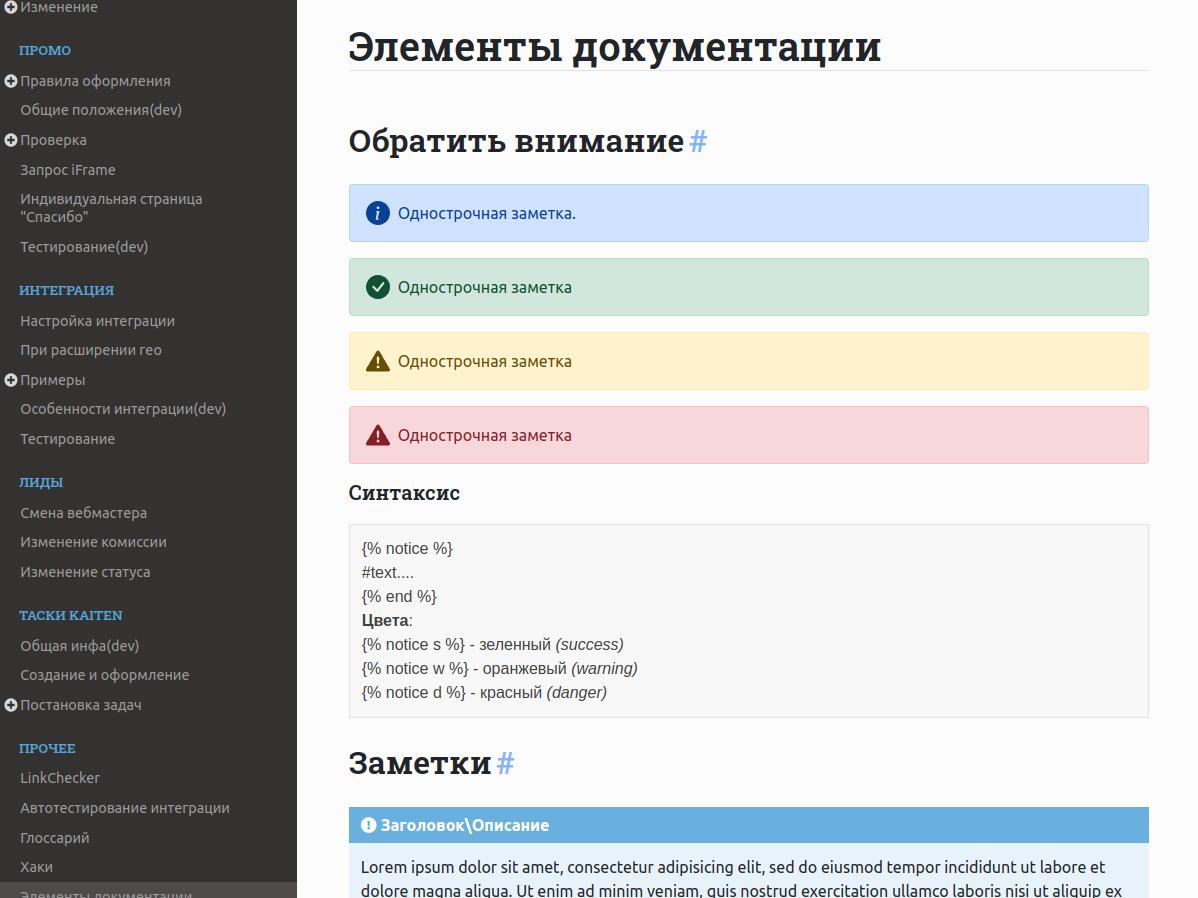 Изменение
ПРОМО
Правила оформления
Общие положения(dev)
Проверка
Запрос iFrame
Индивидуальная страница
"Спасибо"
Тестирование(dev)
ИНТЕГРАЦИЯ
Настройка интеграции
При расширении гео
Примеры
Особенности интеграции(dev)
Тестирование
ЛИДЫ
Смена вебмастера
Изменение комиссии
Изменение статуса
ТАСКИ KAITEN
Общая инфа(dev)
Создание и оформление
Постановка задач
ПРОЧЕЕ
LinkChecker
Автотестирование интеграции
Глоссарий
Хаки
Элементы документации
Элементы документации
Обратить внимание #
Однострочная заметка.
Однострочная заметка
Однострочная заметка
Однострочная заметка
Синтаксис
{% notice %}
#text....
{% end %}
Цвета:
{% notice s %} - зеленный (success)
{% notice w %} - оранжевый (warning)
{% notice d %} - красный (danger)
Заметки #
Заголовок\Описание
Lorem ipsum dolor sit amet, consectetur adipisicing elit, sed do eiusmod tempor incididunt ut labore et
dolore magna aliqua. Ut enim ad minim veniam, quis nostrud exercitation ullamco laboris nisi ut aliquip ex